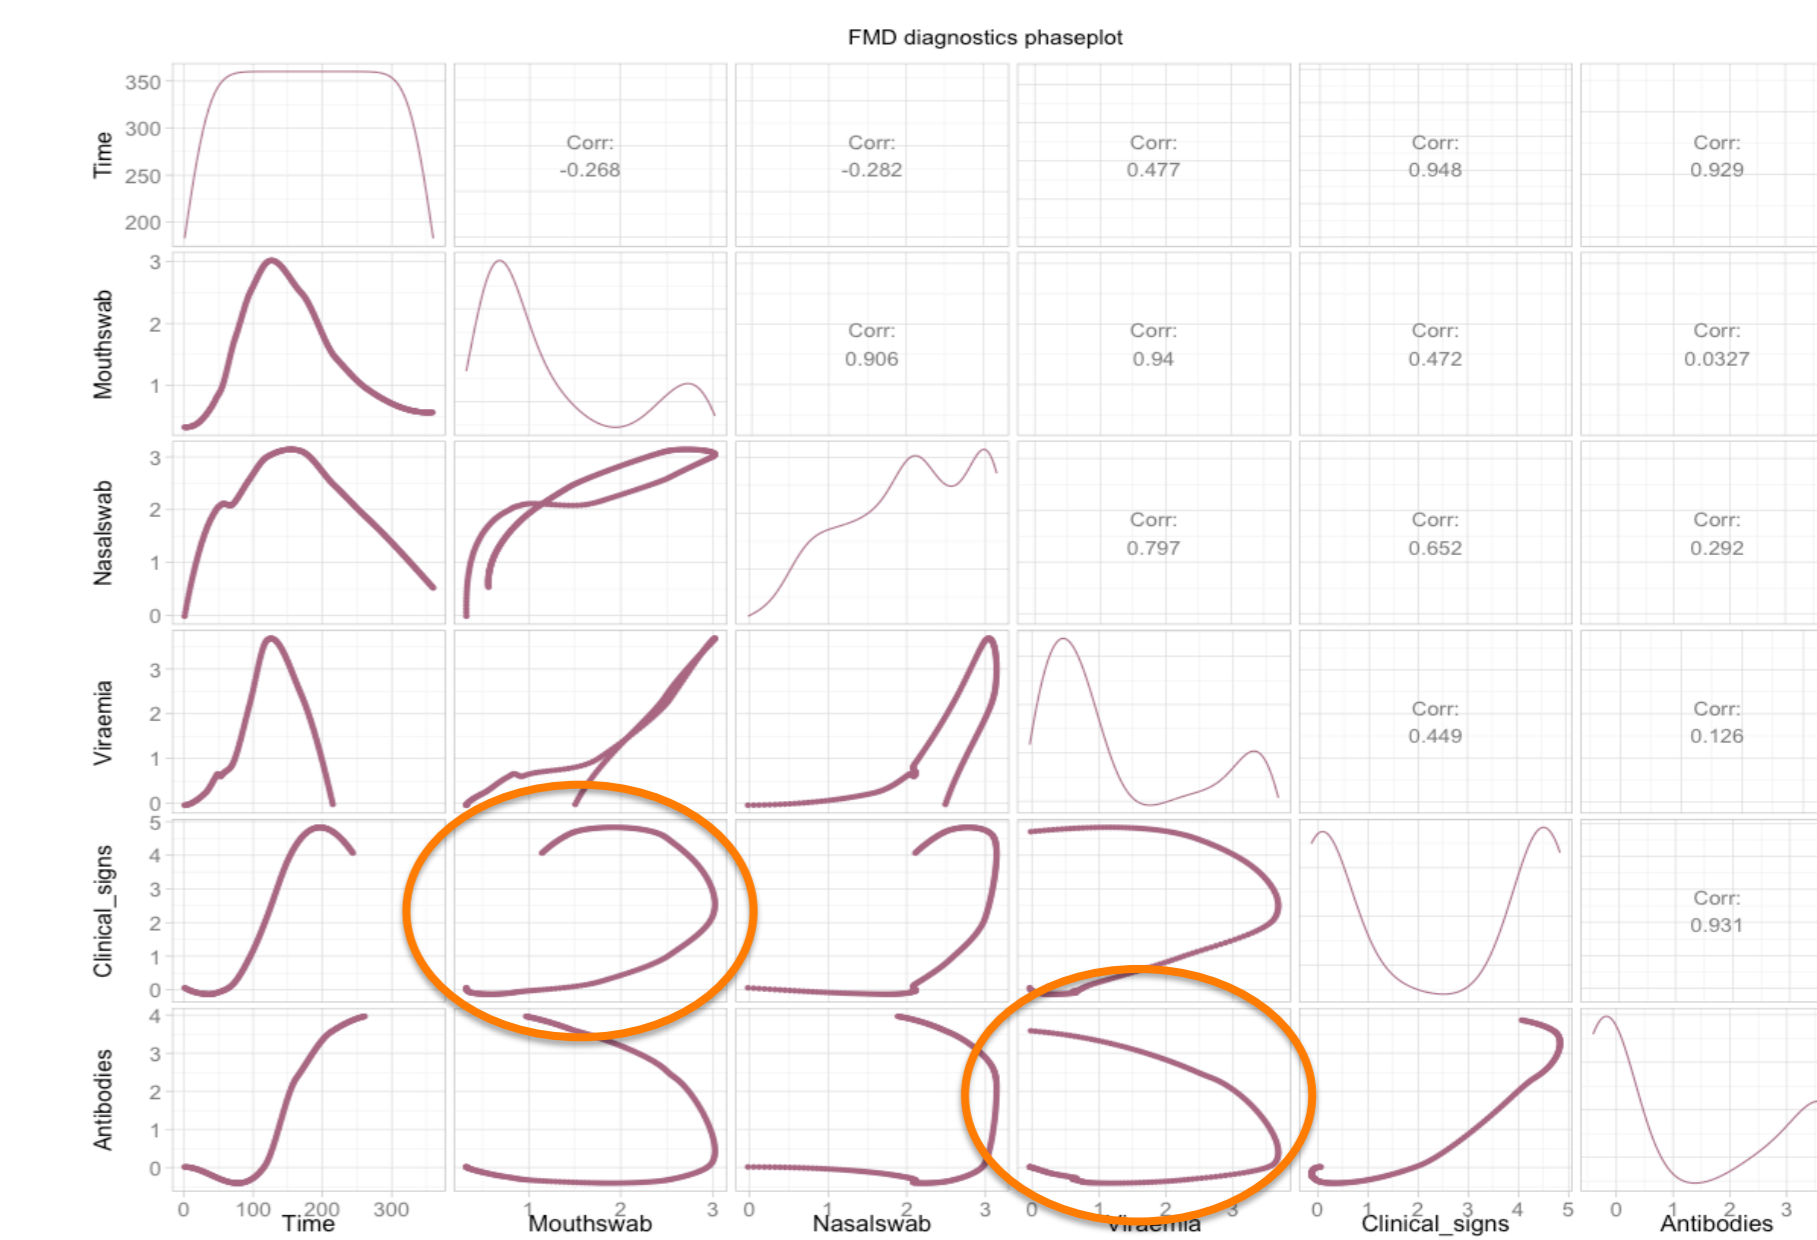 FMD diagnostics phaseplot
Time
350
300
250
200
Corr:
-0.268
Corr:
-0.282
Corr:
0.477
Corr:
0.948
Corr:
0.929
Mouthswab
3
2
1
Corr:
0.906
Corr:
0.94
Corr:
0.472
Corr:
0.0327
Nasalswab
3
2
1
0
Corr:
0.797
Corr:
0.652
Corr:
0.292
Viraemia
3
2
1
0
Corr:
0.449
Corr:
0.126
Clinical_signs
5
4
3
2
1
0
Corr:
0.931
Antibodies
4
3
2
1
0
0 100 200 300
1 2 3
0 1 2 3
0 1 2 3
0 1 2 3 4 5
0 1 2 3
Time
Mouthswab
Nasalswab
Viraemia
Clinical_signs
Antibodies